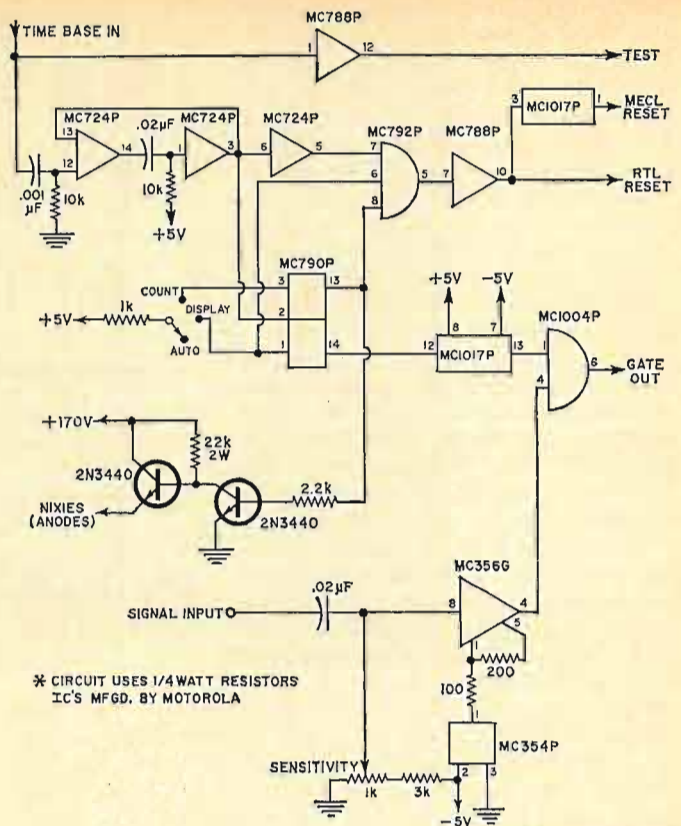 TIME BASE IN
MC788P
1
12
TEST
MC724P
.02µF
MC724P
MC724P
MC792P
MC788P
3
MC1017P
1
MECL
RESET
13
12
14
1
3
6
5
7
6
8
5
7
10
RTL
RESET
.001
µF
10k
10k
+5V
MC790P
COUNT
3
13
+5V
-5V
1k
DISPLAY
2
8
7
MC1004P
+5V
AUTO
1
14
12
MC1017P
13
1
4
6
GATE
OUT
+170V
22k
2W
2N3440
NIXIES
(ANODES)
2.2k
2N3440
MC356G
.02µF
SIGNAL INPUT
8
4
5
1
200
100
* CIRCUIT USES 1/4 WATT RESISTORS
IC'S MFGD. BY MOTOROLA
1
MC354P
SENSITIVITY
2
3
1k
3k
-5V